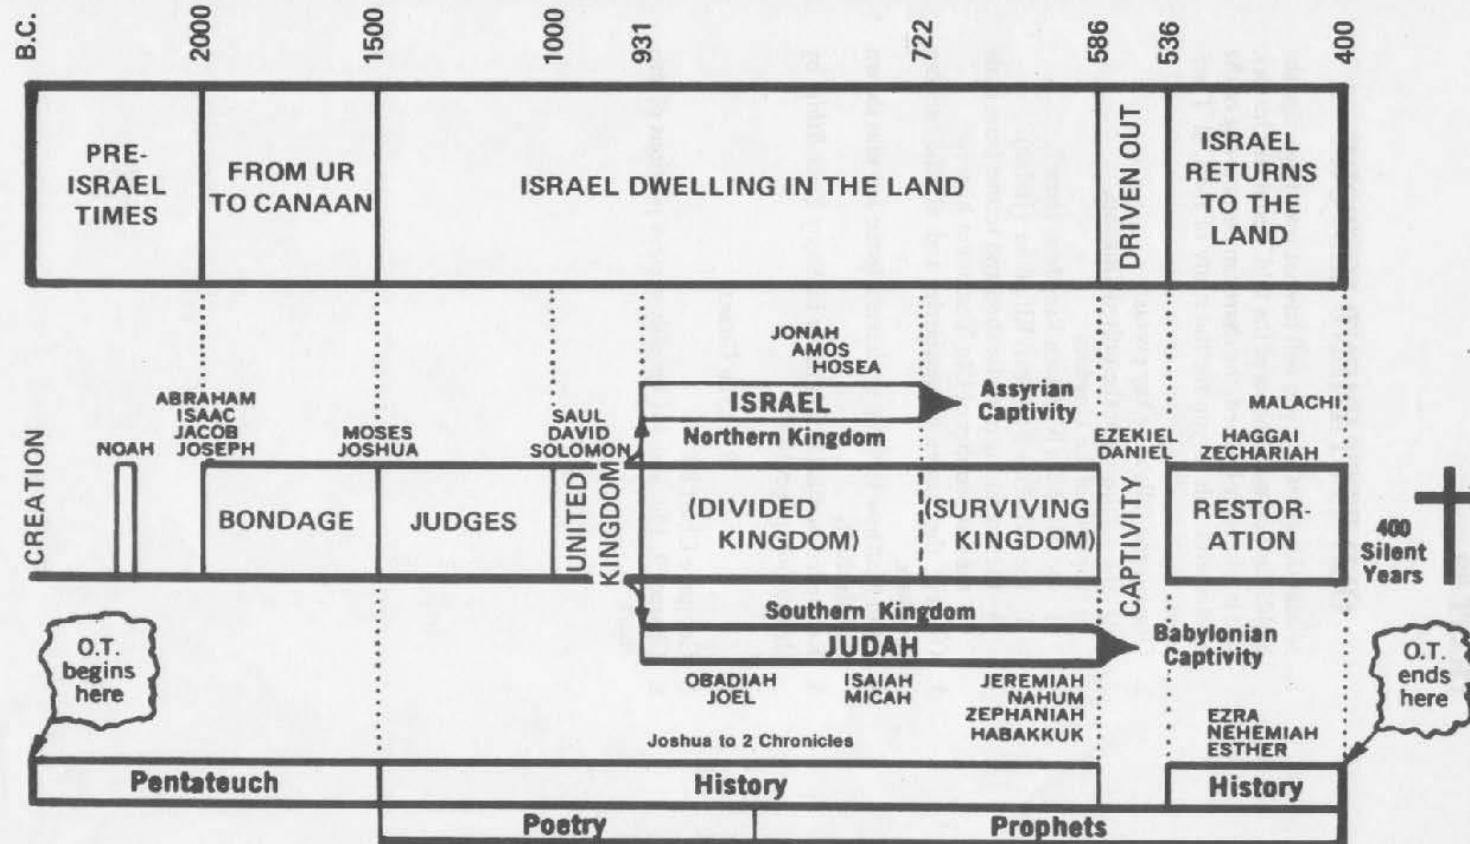 B.C.
2000
1500
1000
931
722
586
536
400
PRE-
ISRAEL
TIMES
FROM UR
TO CANAAN
ISRAEL DWELLING IN THE LAND
DRIVEN OUT
ISRAEL
RETURNS
TO THE
LAND
CREATION
NOAH
ABRAHAM
ISAAC
JACOB
JOSEPH
MOSES
JOSHUA
SAUL
DAVID
SOLOMON
JONAH
AMOS
HOSEA
ISRAEL
Northern Kingdom
Assyrian
Captivity
EZEKIEL
DANIEL
MALACHI
HAGGAI
ZECHARIAH
BONDAGE
JUDGES
UNITED
KINGDOM
(DIVIDED
KINGDOM)
(SURVIVING
KINGDOM)
CAPTIVITY
RESTOR-
ATION
400
Silent
Years
Southern Kingdom
JUDAH
Babylonian
Captivity
O.T.
begins
here
OBADIAH
JOEL
ISAIAH
MICAH
JEREMIAH
NAHUM
ZEPHANIAH
HABAKKUK
EZRA
NEHEMIAH
ESTHER
O.T.
ends
here
Joshua to 2 Chronicles
Pentateuch
History
History
Poetry
Prophets